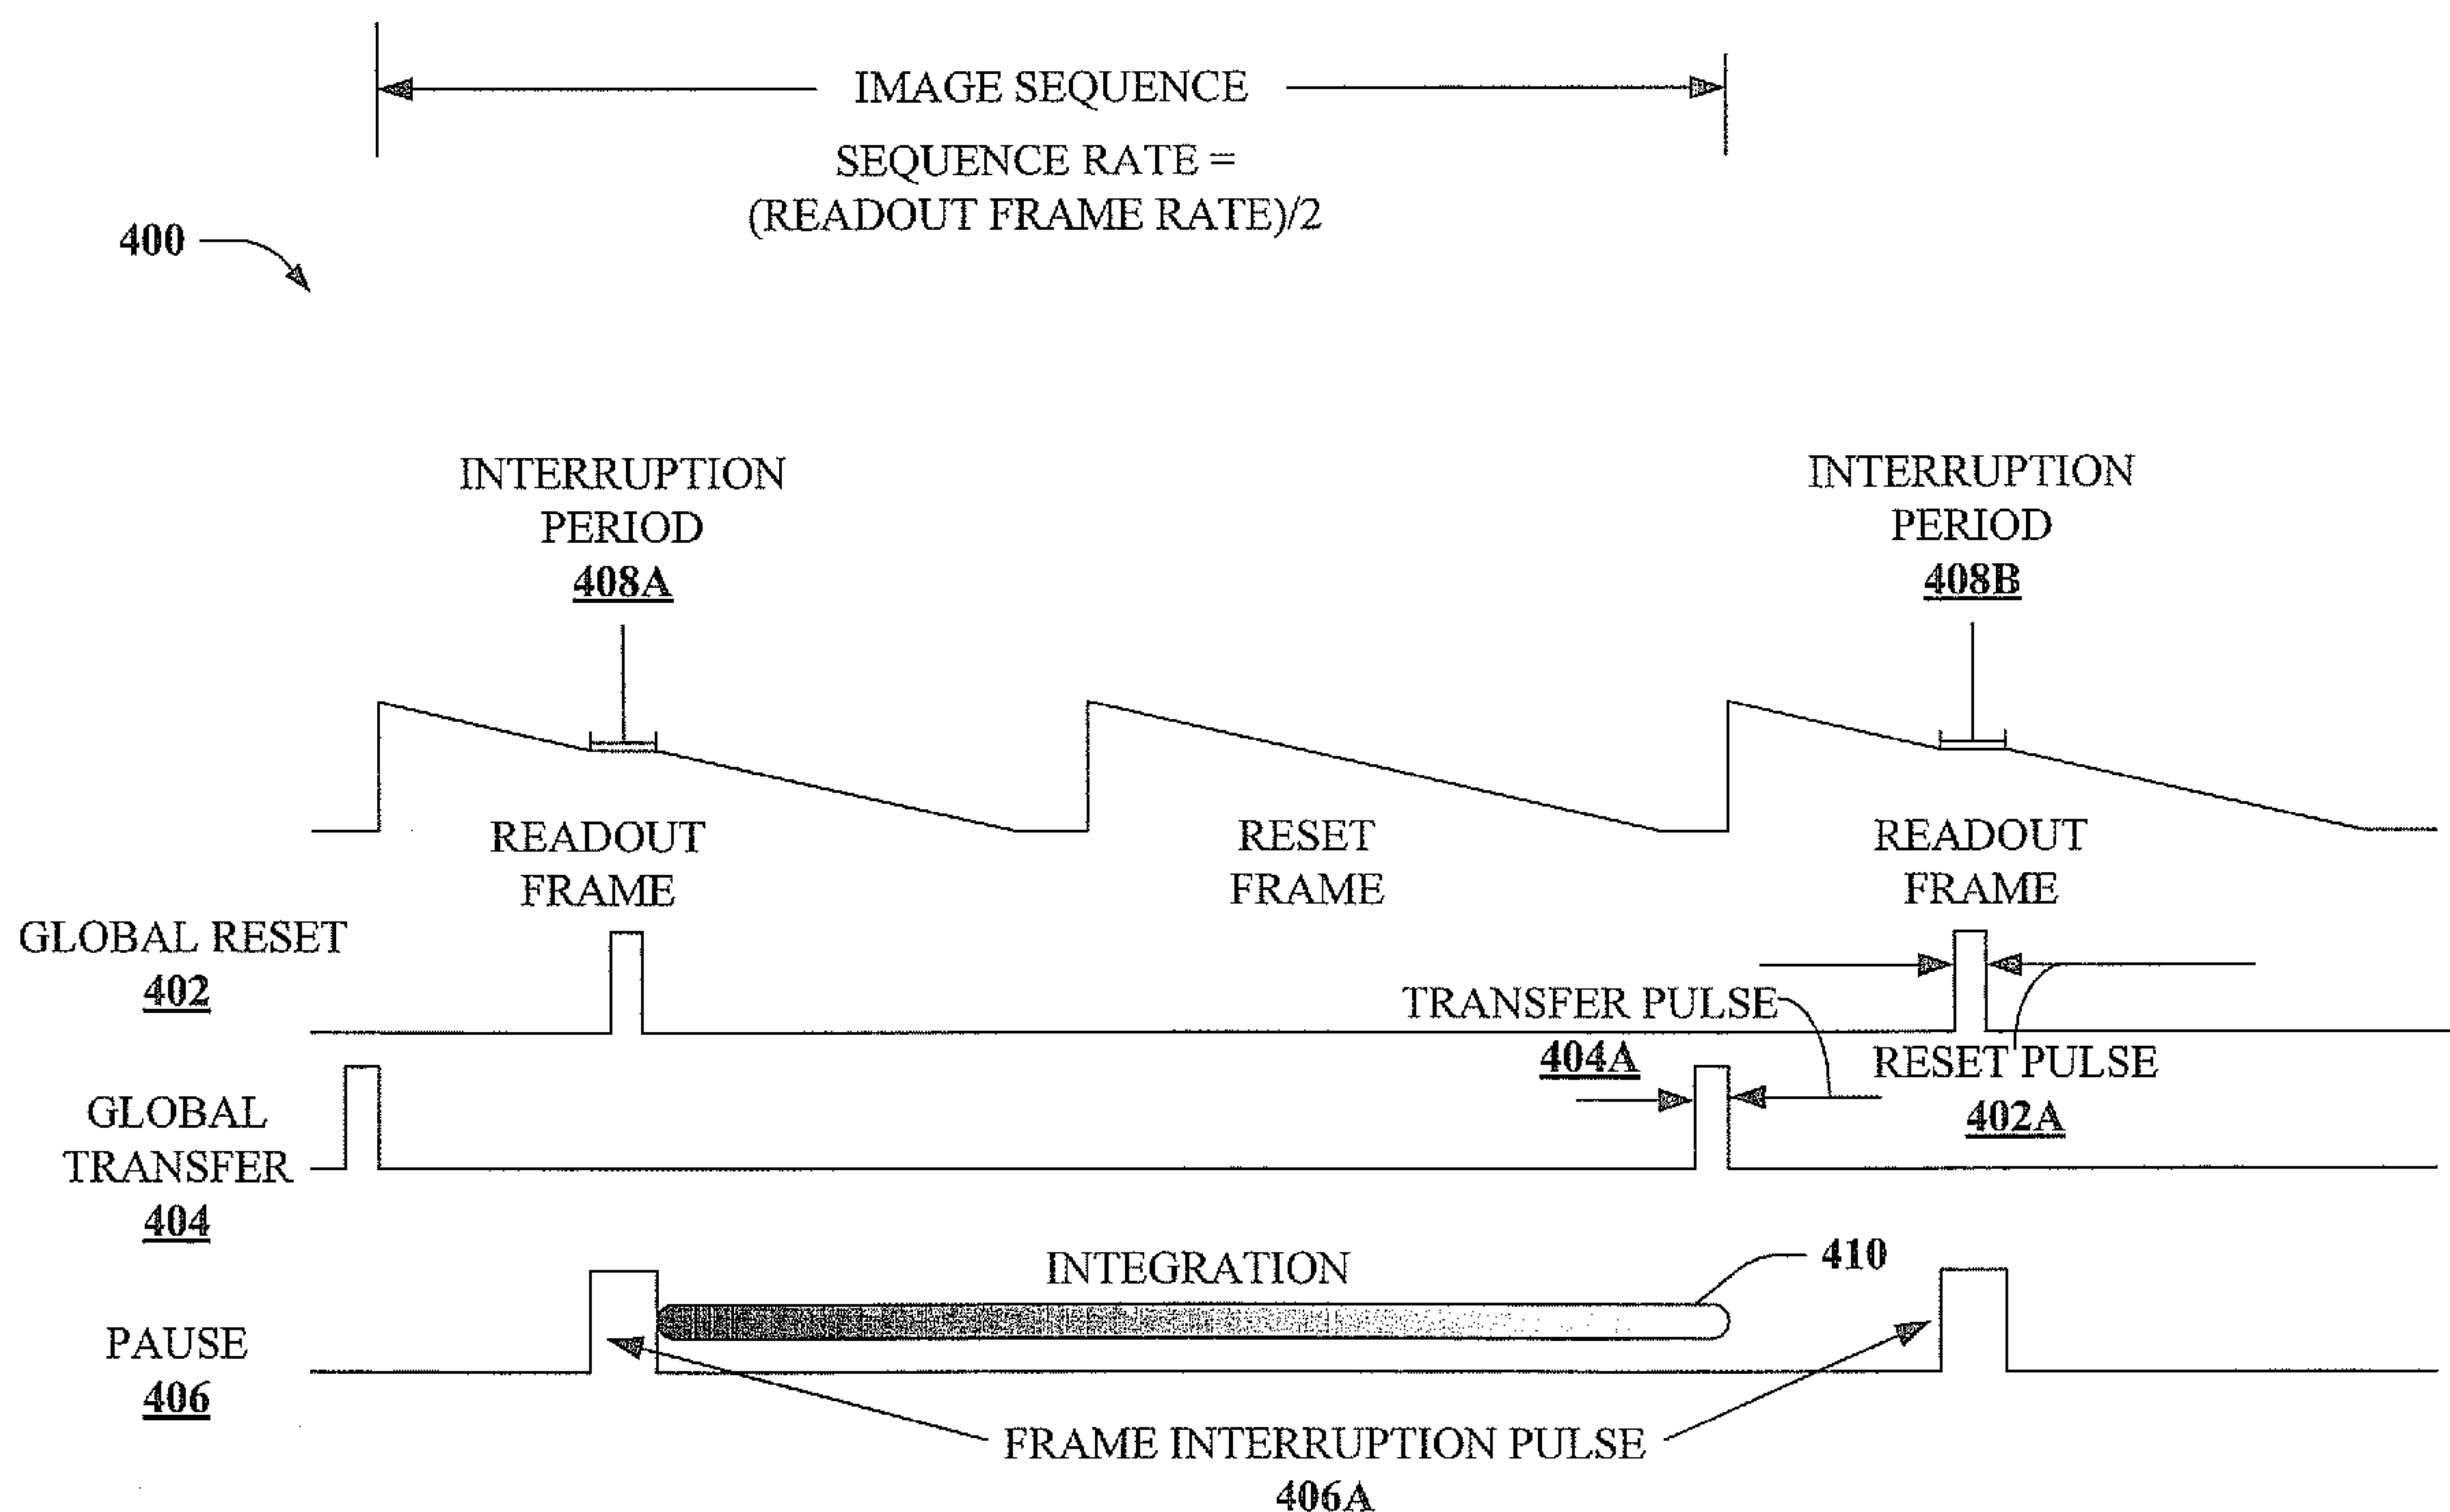 IMAGE SEQUENCE
SEQUENCE RATE =
(READOUT FRAME RATE)/2
400
INTERRUPTION
PERIOD
408A
INTERRUPTION
PERIOD
408B
READOUT
FRAME
RESET
FRAME
READOUT
FRAME
GLOBAL RESET
402
TRANSFER PULSE
404A
RESET PULSE
402A
GLOBAL
TRANSFER
404
INTEGRATION
410
PAUSE
406
FRAME INTERRUPTION PULSE
406A